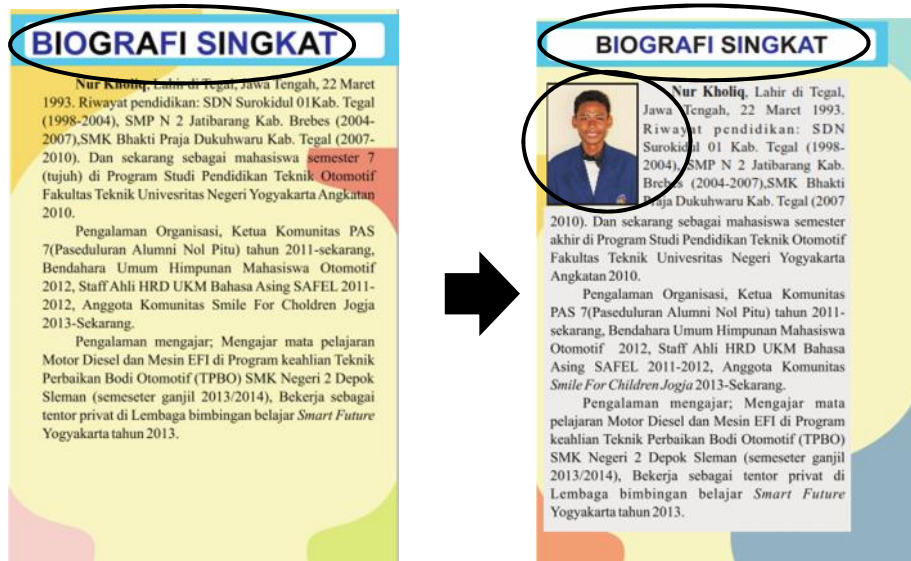 BIOGRAFI SINGKAT
Nur Kholiq, Lahir di Tegal, Jawa Tengah, 22 Maret
1993. Riwayat pendidikan: SDN Surokidul 01Kab. Tegal
(1998-2004), SMP N 2 Jatibarang Kab. Brebes (2004-
2007),SMK Bhakti Praja Dukuhwaru Kab. Tegal (2007-
2010). Dan sekarang sebagai mahasiswa semester 7
(tujuh) di Program Studi Pendidikan Teknik Otomotif
Fakultas Teknik Univesritas Negeri Yogyakarta Angkatan
2010.
Pengalaman Organisasi, Ketua Komunitas PAS
7(Paseduluran Alumni Nol Pitu) tahun 2011-sekarang,
Bendahara Umum Himpunan Mahasiswa Otomotif
2012, Staff Ahli HRD UKM Bahasa Asing SAFEL 2011-
2012, Anggota Komunitas Smile For Choldren Jogja
2013-Sekarang.
Pengalaman mengajar; Mengajar mata pelajaran
Motor Diesel dan Mesin EFI di Program keahlian Teknik
Perbaikan Bodi Otomotif (TPBO) SMK Negeri 2 Depok
Sleman (semeseter ganjil 2013/2014), Bekerja sebagai
tentor privat di Lembaga bimbingan belajar Smart Future
Yogyakarta tahun 2013.
BIOGRAFI SINGKAT
Nur Kholiq, Lahir di Tegal,
Jawa Tengah, 22 Maret 1993.
Riwayat pendidikan: SDN
Surokidul 01 Kab. Tegal (1998-
2004), SMP N 2 Jatibarang Kab.
Brebes (2004-2007),SMK Bhakti
Praja Dukuhwaru Kab. Tegal (2007
2010). Dan sekarang sebagai mahasiswa semester
akhir di Program Studi Pendidikan Teknik Otomotif
Fakultas Teknik Univesritas Negeri Yogyakarta
Angkatan 2010.
Pengalaman Organisasi, Ketua Komunitas
PAS 7(Paseduluran Alumni Nol Pitu) tahun 2011-
sekarang, Bendahara Umum Himpunan Mahasiswa
Otomotif 2012, Staff Ahli HRD UKM Bahasa
Asing SAFEL 2011-2012, Anggota Komunitas
Smile For Children Jogja 2013-Sekarang.
Pengalaman mengajar; Mengajar mata
pelajaran Motor Diesel dan Mesin EFI di Program
keahlian Teknik Perbaikan Bodi Otomotif (TPBO)
SMK Negeri 2 Depok Sleman (semeseter ganjil
2013/2014), Bekerja sebagai tentor privat di
Lembaga bimbingan belajar Smart Future
Yogyakarta tahun 2013.